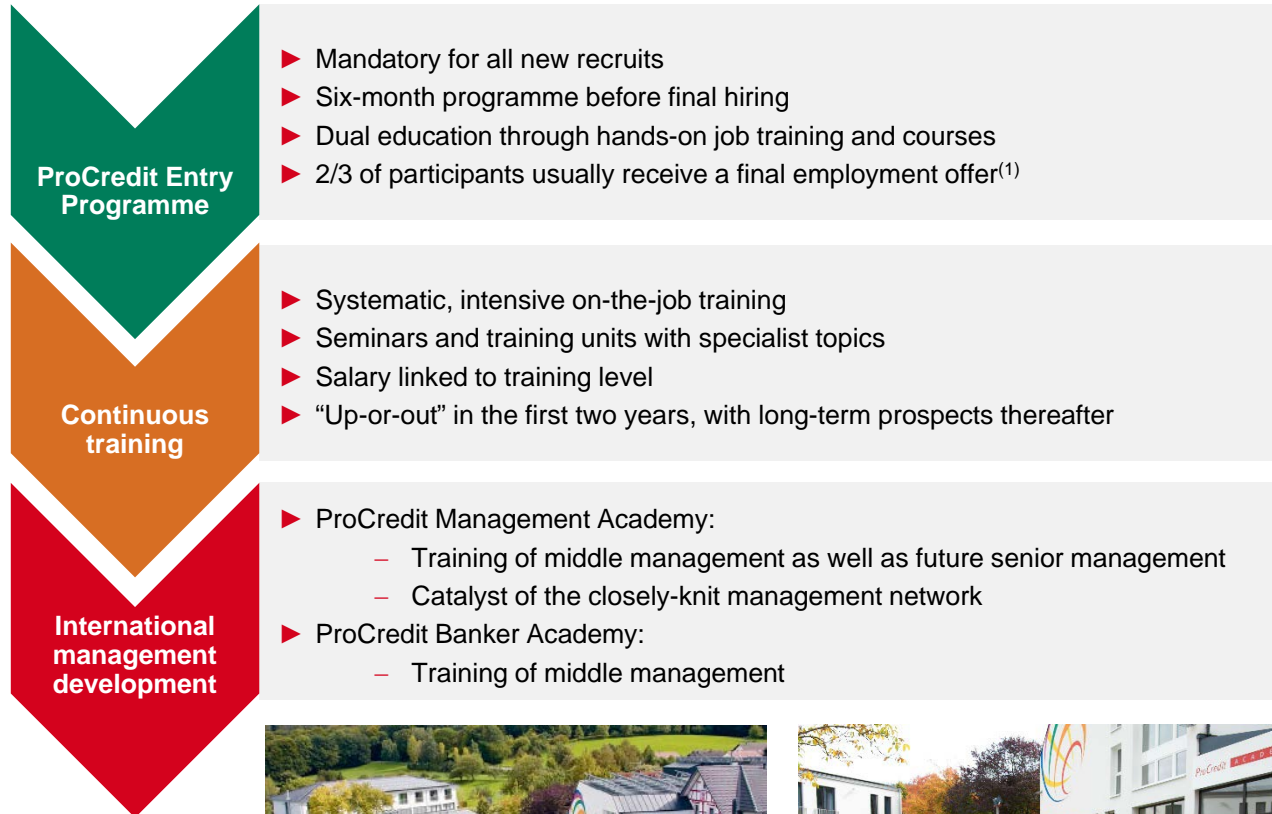 ProCredit Entry
Programme
► Mandatory for all new recruits
► Six-month programme before final hiring
► Dual education through hands-on job training and courses
► 2/3 of participants usually receive a final employment offer(1)
Continuous
training
► Systematic, intensive on-the-job training
► Seminars and training units with specialist topics
► Salary linked to training level
► “Up-or-out” in the first two years, with long-term prospects thereafter
International
management
development
► ProCredit Management Academy:
– Training of middle management as well as future senior management
– Catalyst of the closely-knit management network
► ProCredit Banker Academy:
– Training of middle management
ProCredit ACADE